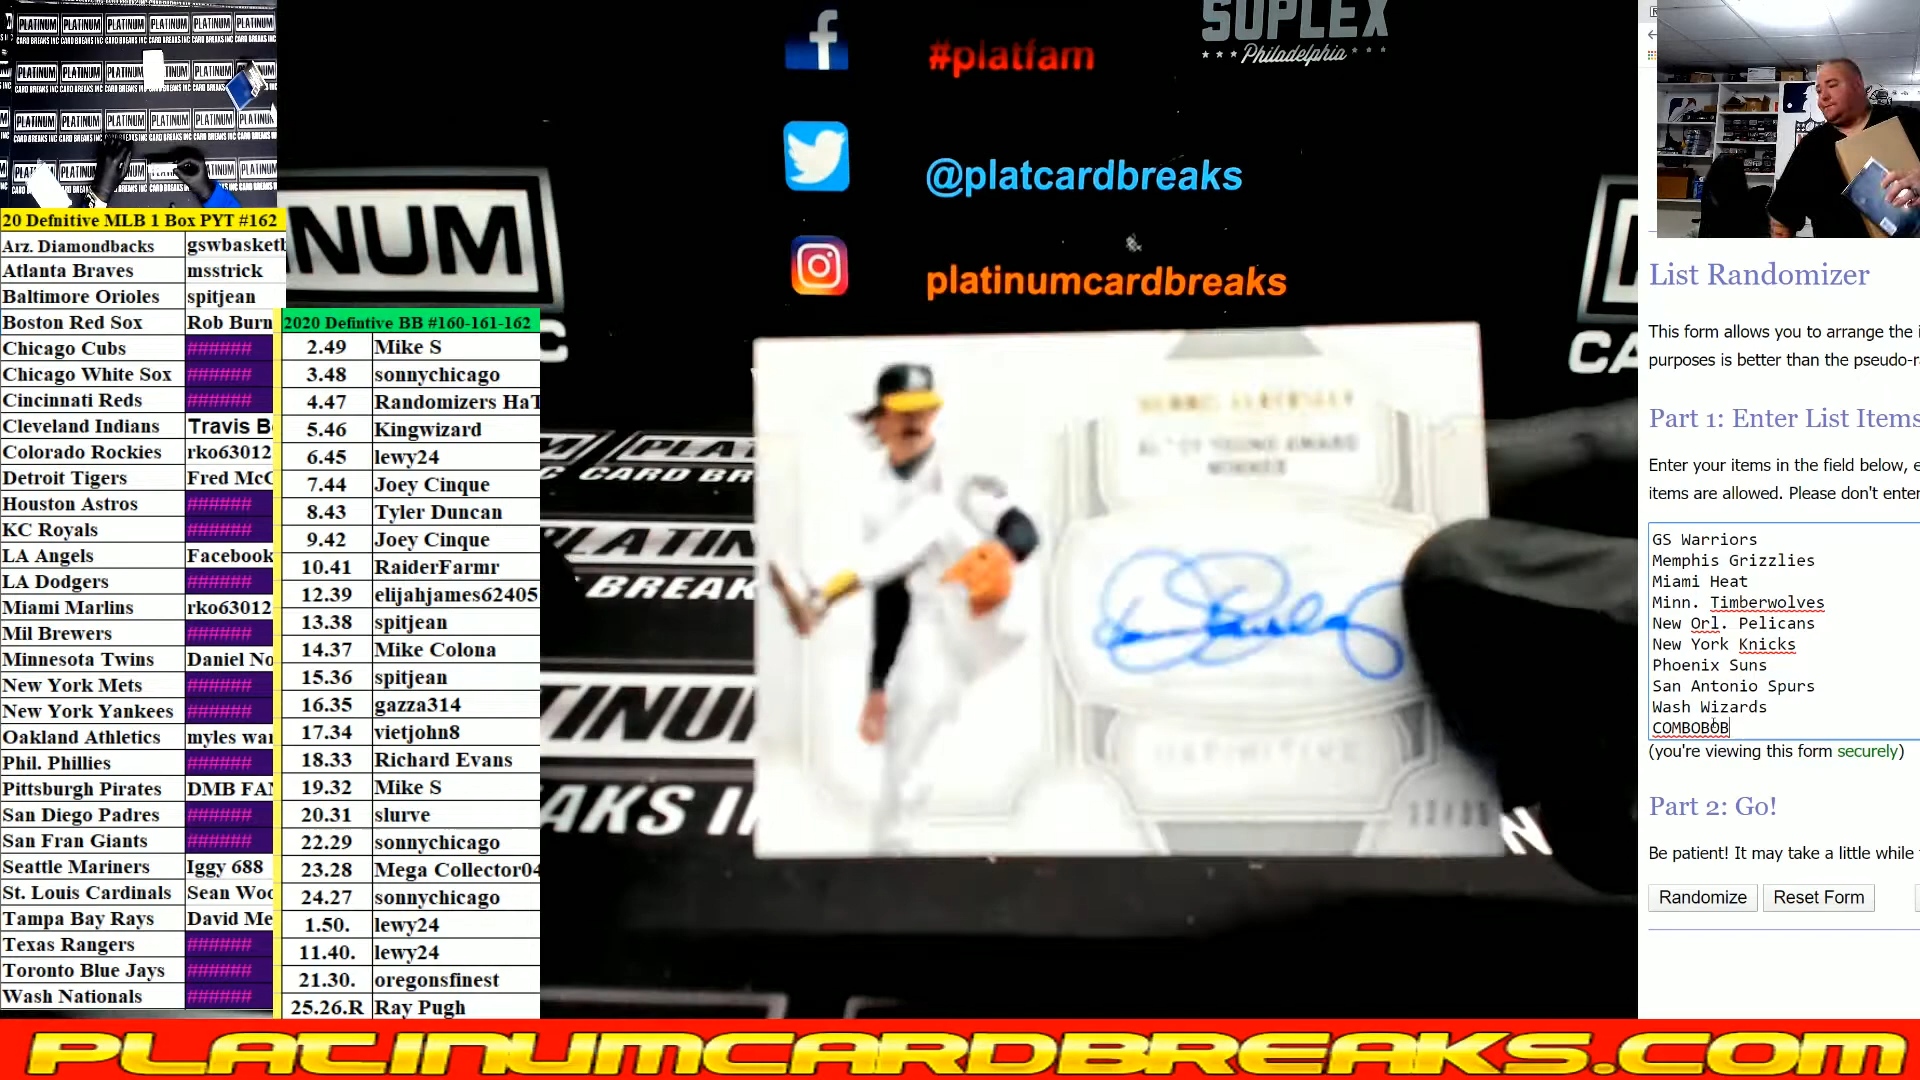 SUPLEX
Philadelphia
#platfam
@platcardbreaks
&
platinumcardbreaks
20 Defnitive MLB 1 Box PYT #162
Arz. Diamondbacks gswbasketb
Atlanta Braves msstrick
Baltimore Orioles spitjean
Boston Red Sox Rob Burn
Chicago Cubs ######
Chicago White Sox ######
Cincinnati Reds ######
Cleveland Indians Travis B
Colorado Rockies rko63012
Detroit Tigers Fred McC
Houston Astros ######
KC Royals ######
LA Angels Facebook
LA Dodgers ######
Miami Marlins rko63012
Mil Brewers ######
Minnesota Twins Daniel No
New York Mets ######
New York Yankees ######
Oakland Athletics myles wa
Phil. Phillies ######
Pittsburgh Pirates DMB FAN
San Diego Padres ######
San Fran Giants ######
Seattle Mariners Iggy 688
St. Louis Cardinals Sean Woo
Tampa Bay Rays David Me
Texas Rangers ######
Toronto Blue Jays ######
Wash Nationals ######
2020 Defintive BB #160-161-162
2.49 Mike S
3.48 sonnychicago
4.47 Randomizers HaT
5.46 Kingwizard
6.45 lewy24
7.44 Joey Cinque
8.43 Tyler Duncan
9.42 Joey Cinque
10.41 RaiderFarmr
12.39 elijahjames62405
13.38 spitjean
14.37 Mike Colona
15.36 spitjean
16.35 gazza314
17.34 vietjohn8
18.33 Richard Evans
19.32 Mike S
20.31 slurve
22.29 sonnychicago
23.28 Mega Collector04
24.27 sonnychicago
1.50. lewy24
11.40. lewy24
21.30. oregonsfinest
25.26.R Ray Pugh
AL CY YOUNG AWARD
WINNER
DEFINITIVE
List Randomizer
This form allows you to arrange the i
purposes is better than the pseudo-r
Part 1: Enter List Items
Enter your items in the field below, e
items are allowed. Please don't enter
GS Warriors
Memphis Grizzlies
Miami Heat
Minn. Timberwolves
New Orl. Pelicans
New York Knicks
Phoenix Suns
San Antonio Spurs
Wash Wizards
COMBOBOB
(you're viewing this form securely)
Part 2: Go!
Be patient! It may take a little while
Randomize Reset Form
PLATINUMCARDBREAKS.COM